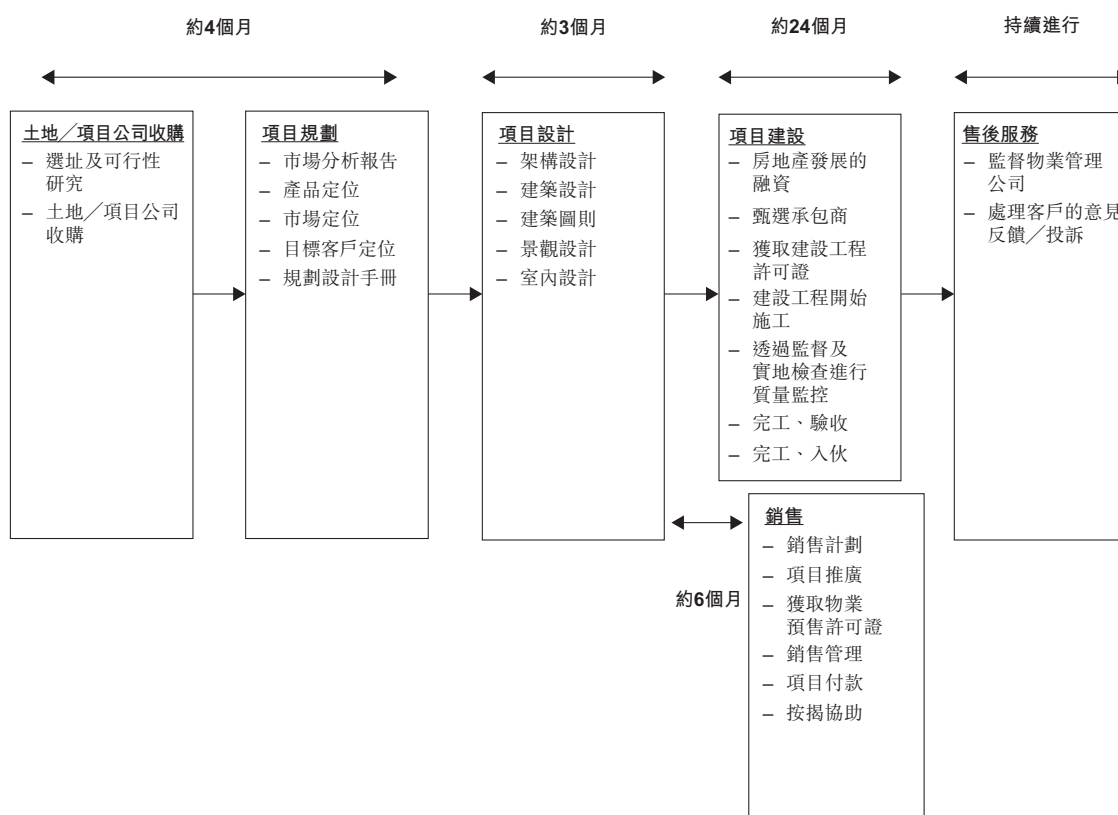 約4個月
約3個月
約24個月
持續進行
土地／項目公司收購
– 選址及可行性
研究
– 土地／項目公司
收購
項目規劃
– 市場分析報告
– 產品定位
– 市場定位
– 目標客戶定位
– 規劃設計手冊
項目設計
– 架構設計
– 建築設計
– 建築圖則
– 景觀設計
– 室內設計
項目建設
– 房地產發展的
融資
– 甄選承包商
– 獲取建設工程
許可證
– 建設工程開始
施工
– 透過監督及
實地檢查進行
質量監控
– 完工、驗收
– 完工、入伙
售後服務
– 監督物業管理
公司
– 處理客戶的意見
反饋／投訴
約6個月
銷售
– 銷售計劃
– 項目推廣
– 獲取物業
預售許可證
– 銷售管理
– 項目付款
– 按揭協助